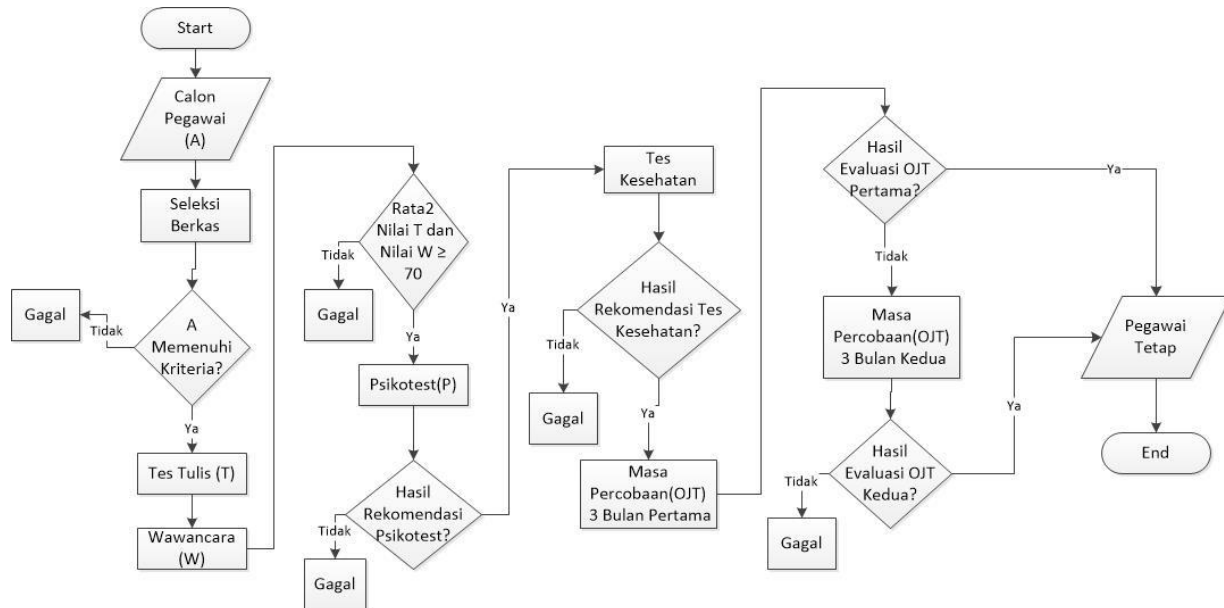 Start
Calon
Pegawai
(A)
Seleksi
Berkas
A
Memenuhi
Kriteria?
Tidak
Gagal
Ya
Tes Tulis (T)
Wawancara
(W)
Rata2
Nilai T dan
Nilai W ≥
70
Tidak
Gagal
Ya
Psikotest(P)
Hasil
Rekomendasi
Psikotest?
Tidak
Gagal
Ya
Tes
Kesehatan
Hasil
Rekomendasi Tes
Kesehatan?
Tidak
Gagal
Ya
Masa
Percobaan(OJT)
3 Bulan Pertama
Hasil
Evaluasi OJT
Pertama?
Ya
Tidak
Masa
Percobaan(OJT)
3 Bulan Kedua
Hasil
Evaluasi OJT
Kedua?
Tidak
Gagal
Ya
Pegawai
Tetap
End